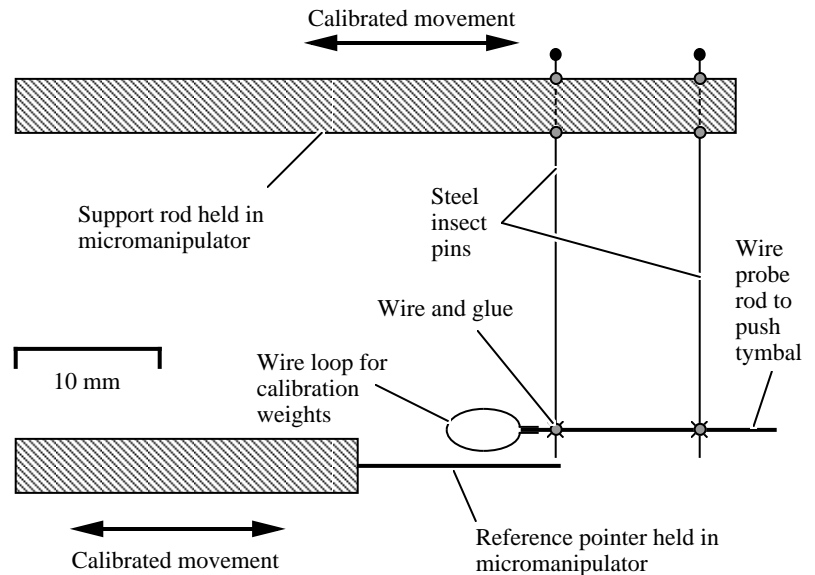 Calibrated movement
Support rod held in
micromanipulator
Steel
insect
pins
Wire
probe
rod to
push
tymbal
Wire and glue
10 mm
Wire loop for
calibration
weights
Reference pointer held in
micromanipulator
Calibrated movement